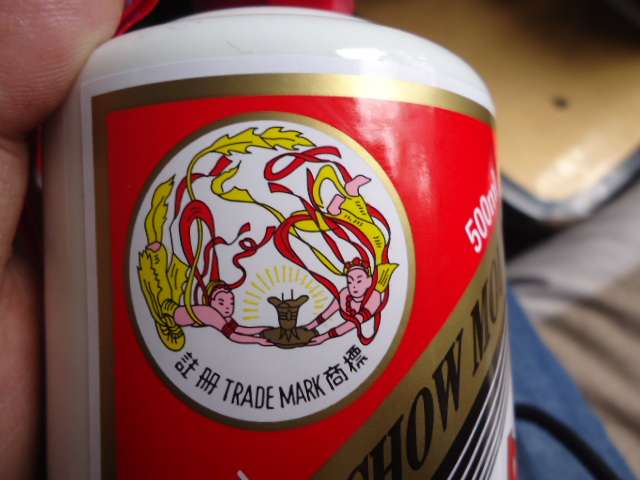 500ml
註册 TRADE MARK 商標
CHOW MO